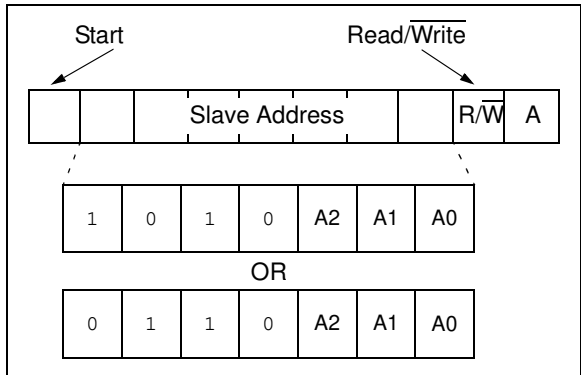 Start Read/W̅r̅i̅t̅e̅
Slave Address R/W̅ A
1 0 1 0 A2 A1 A0
OR
0 1 1 0 A2 A1 A0